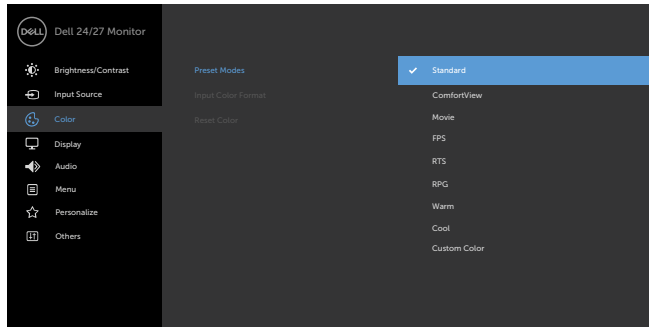 DELL Dell 24/27 Monitor
Brightness/Contrast
Input Source
Color
Display
Audio
Menu
Personalize
Others
Preset Modes
Input Color Format
Reset Color
Standard
ComfortView
Movie
FPS
RTS
RPG
Warm
Cool
Custom Color